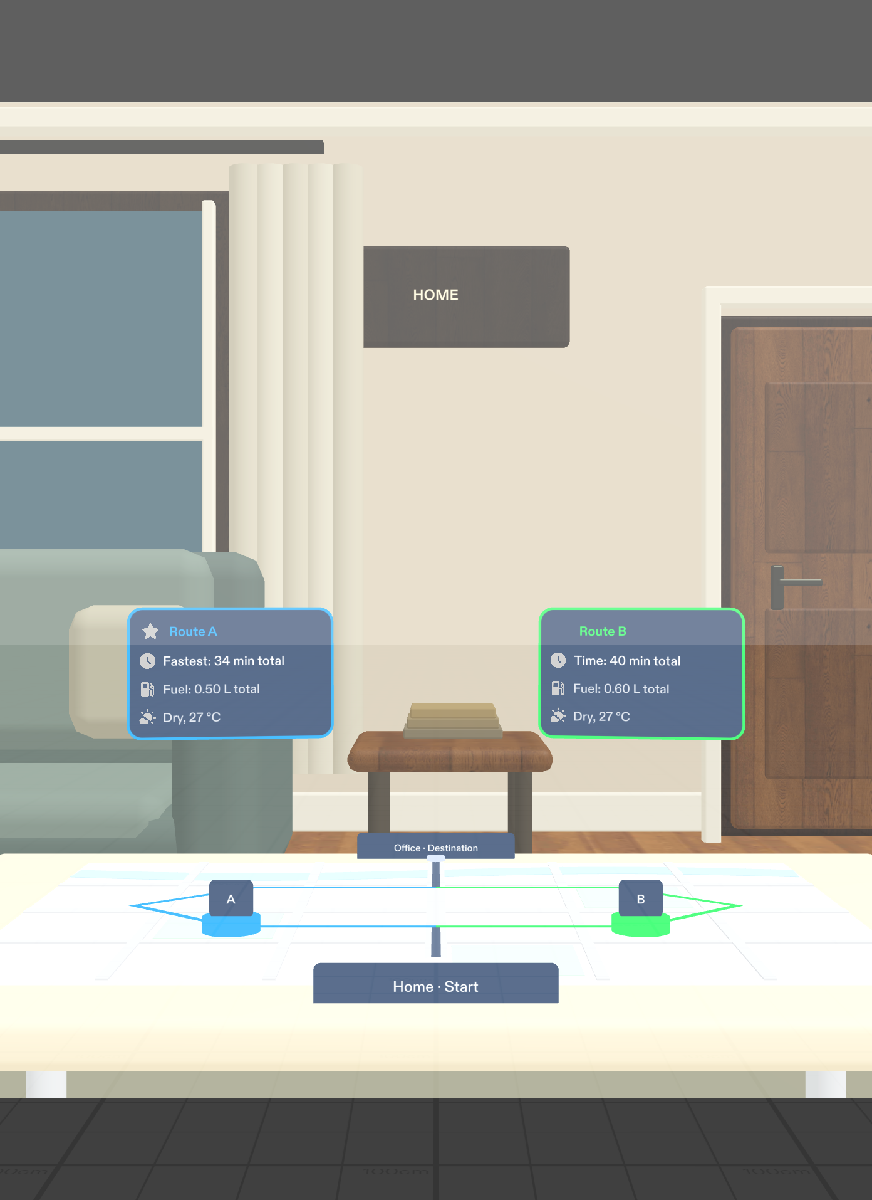 HOME
Route A
Fastest: 34 min total
Fuel: 0.50 L total
Dry, 27 °C
Route B
Time: 40 min total
Fuel: 0.60 L total
Dry, 27 °C
Office · Destination
A
B
Home · Start